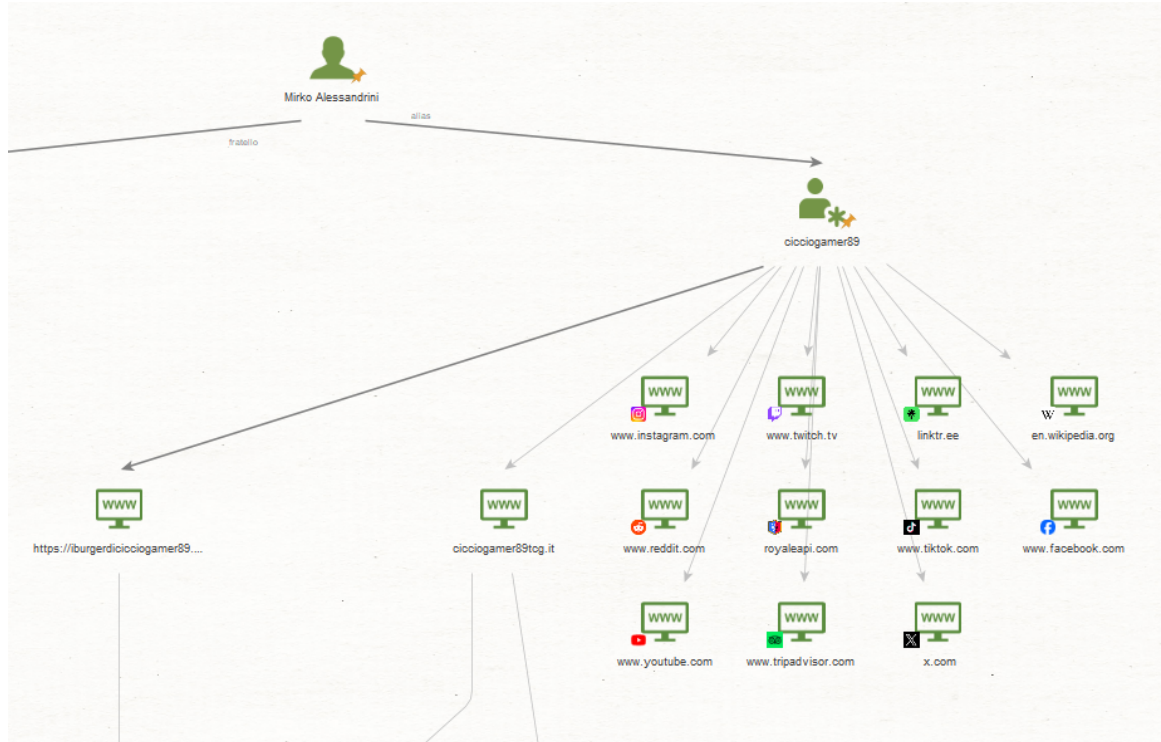 Mirko Alessandrini
alias
fratello
cicciogamer89
WWW WWW WWW WWW
W
www.instagram.com www.twitch.tv linktr.ee en.wikipedia.org
WWW WWW WWW WWW WWW WWW
https://iburgerdicicciogamer89.... cicciogamer89tcg.it www.reddit.com royaleapi.com www.tiktok.com www.facebook.com
WWW WWW WWW
www.youtube.com www.tripadvisor.com x.com